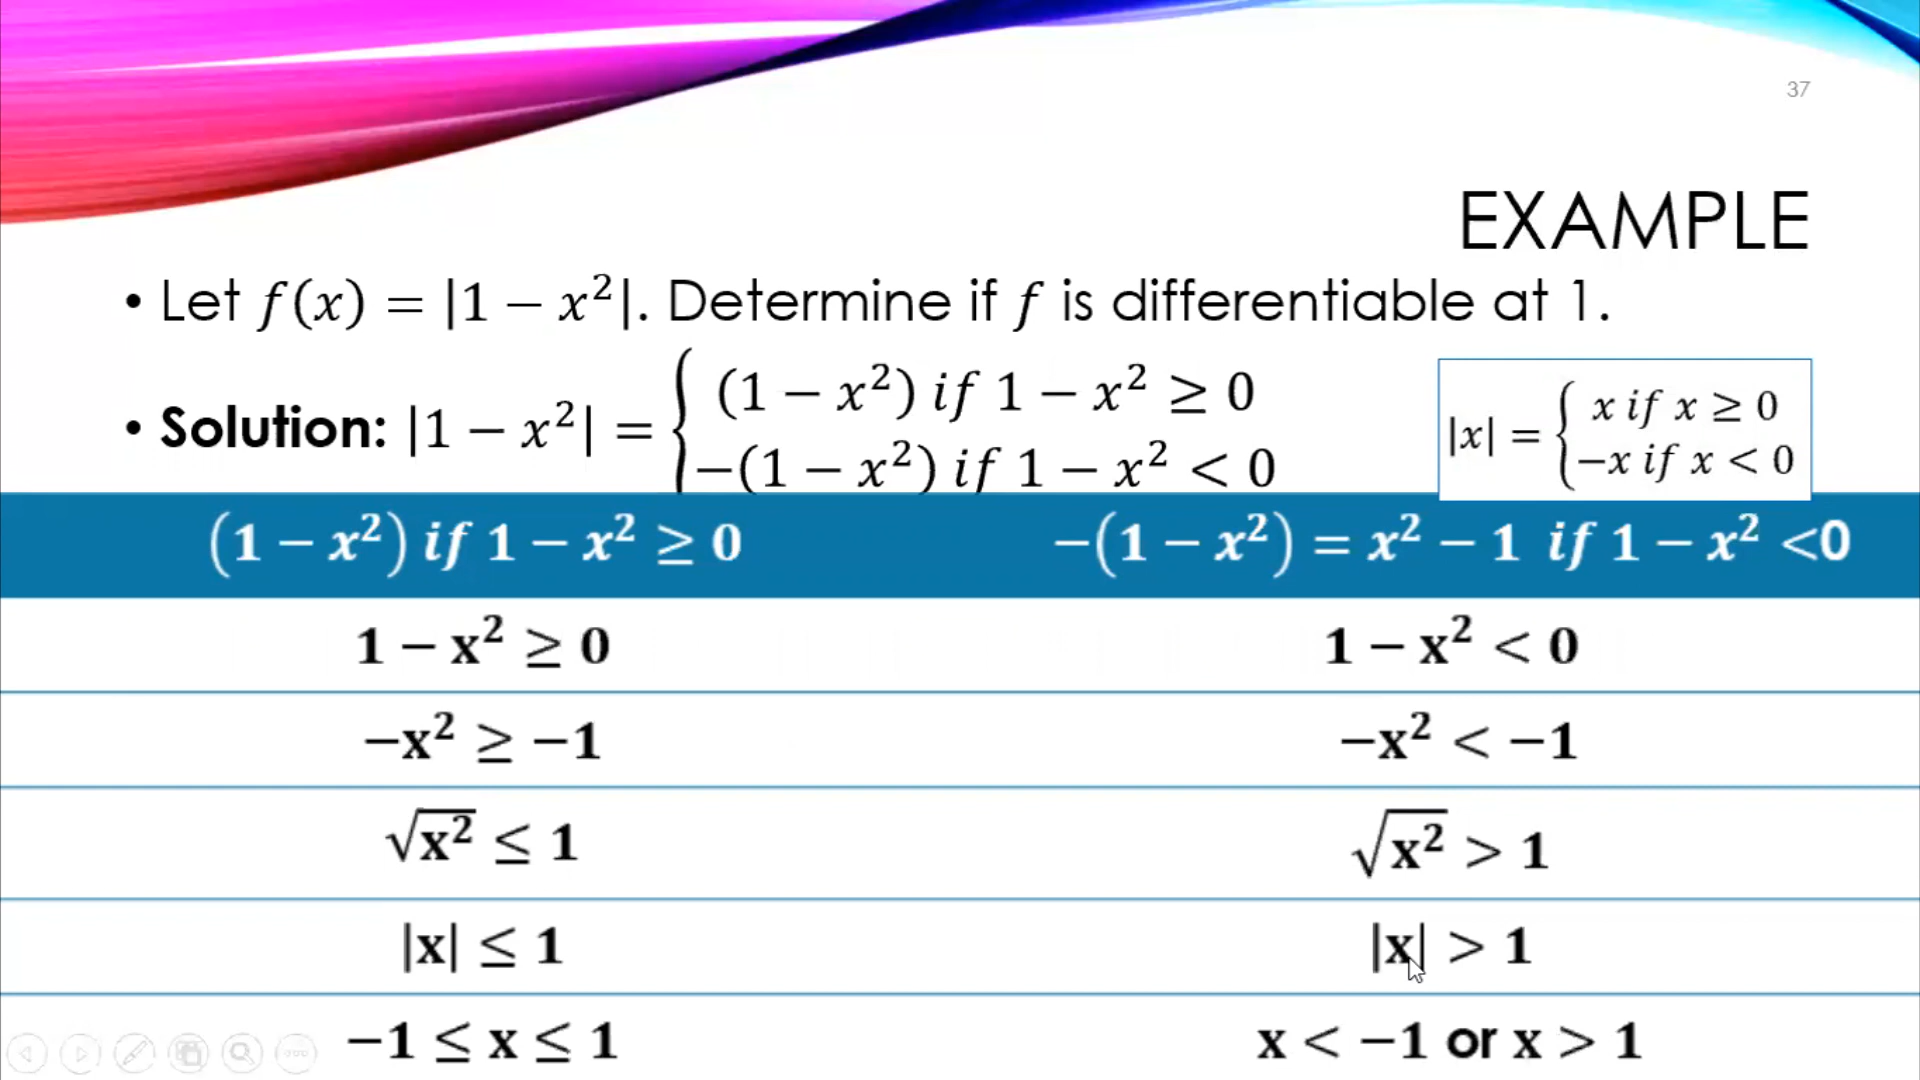 37
EXAMPLE
• Let f(x) = |1 − x²|. Determine if f is differentiable at 1.
• Solution: |1 − x²| = { (1 − x²) if 1 − x² ≥ 0
−(1 − x²) if 1 − x² < 0
|x| = { x if x ≥ 0
−x if x < 0
(1 − x²) if 1 − x² ≥ 0
−(1 − x²) = x² − 1 if 1 − x² <0
1 − x² ≥ 0
1 − x² < 0
−x² ≥ −1
−x² < −1
√x² ≤ 1
√x² > 1
|x| ≤ 1
|x| > 1
−1 ≤ x ≤ 1
x < −1 or x > 1